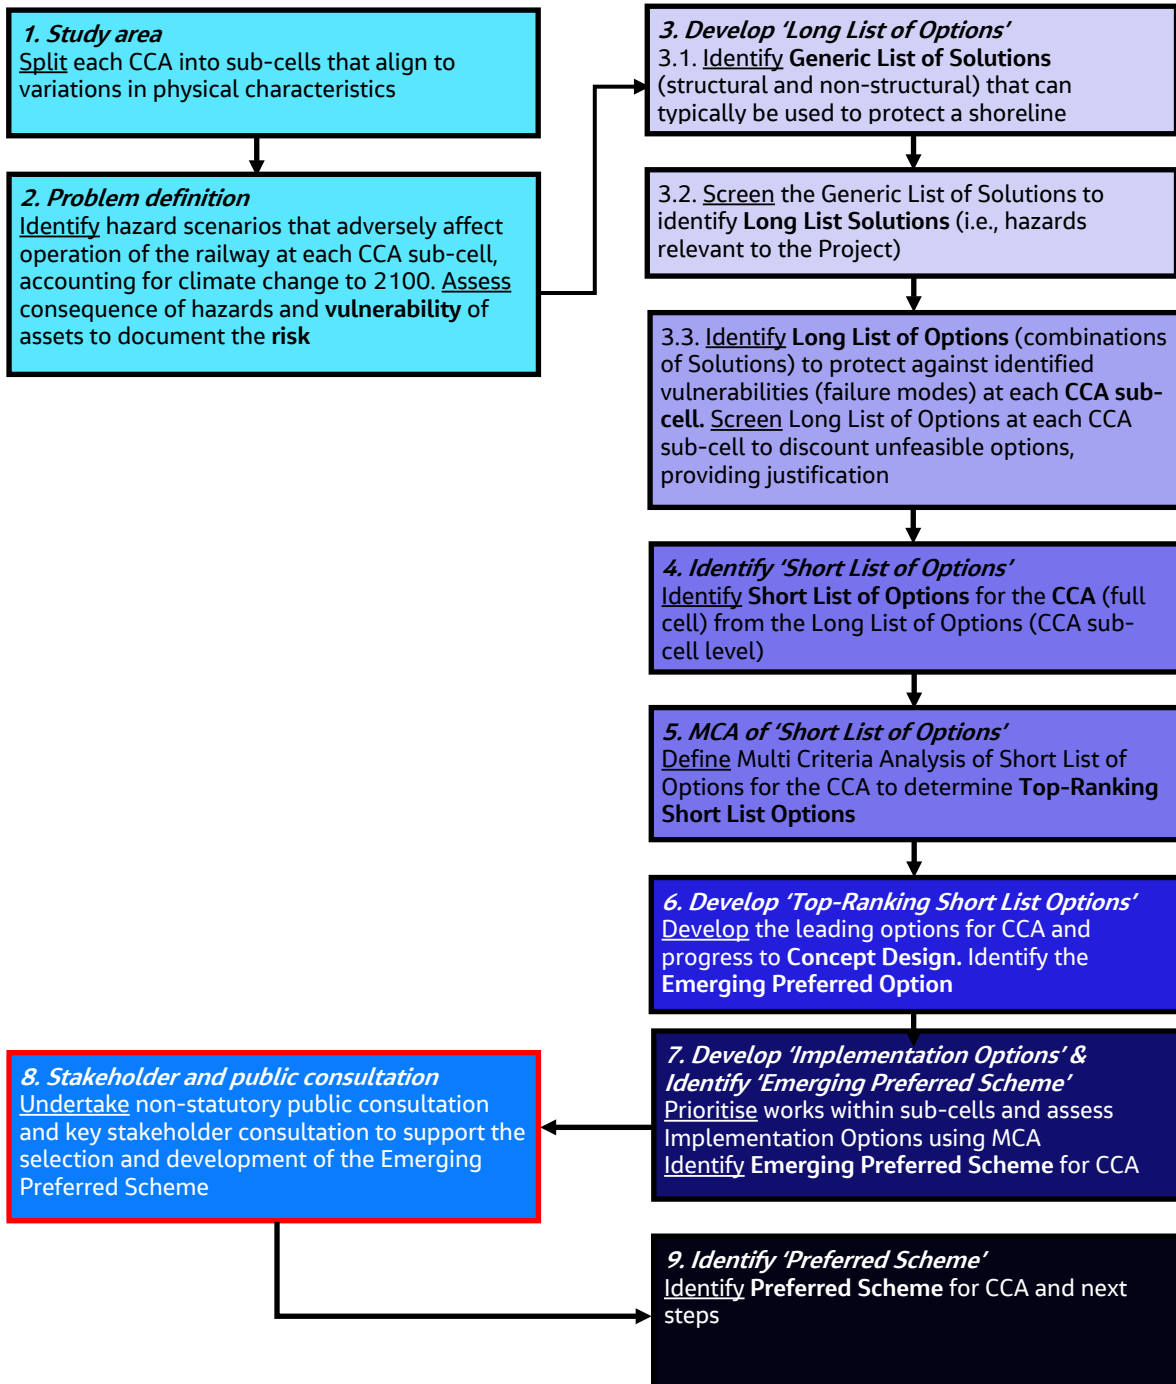 1. Study area
Split each CCA into sub-cells that align to
variations in physical characteristics
2. Problem definition
Identify hazard scenarios that adversely affect
operation of the railway at each CCA sub-cell,
accounting for climate change to 2100. Assess
consequence of hazards and vulnerability of
assets to document the risk
3. Develop ‘Long List of Options’
3.1. Identify Generic List of Solutions
(structural and non-structural) that can
typically be used to protect a shoreline
3.2. Screen the Generic List of Solutions to
identify Long List Solutions (i.e., hazards
relevant to the Project)
3.3. Identify Long List of Options (combinations
of Solutions) to protect against identified
vulnerabilities (failure modes) at each CCA sub-
cell. Screen Long List of Options at each CCA
sub-cell to discount unfeasible options,
providing justification
4. Identify ‘Short List of Options’
Identify Short List of Options for the CCA (full
cell) from the Long List of Options (CCA sub-
cell level)
5. MCA of ‘Short List of Options’
Define Multi Criteria Analysis of Short List of
Options for the CCA to determine Top-Ranking
Short List Options
6. Develop ‘Top-Ranking Short List Options’
Develop the leading options for CCA and
progress to Concept Design. Identify the
Emerging Preferred Option
7. Develop ‘Implementation Options’ &
Identify ‘Emerging Preferred Scheme’
Prioritise works within sub-cells and assess
Implementation Options using MCA
Identify Emerging Preferred Scheme for CCA
8. Stakeholder and public consultation
Undertake non-statutory public consultation
and key stakeholder consultation to support the
selection and development of the Emerging
Preferred Scheme
9. Identify ‘Preferred Scheme’
Identify Preferred Scheme for CCA and next
steps